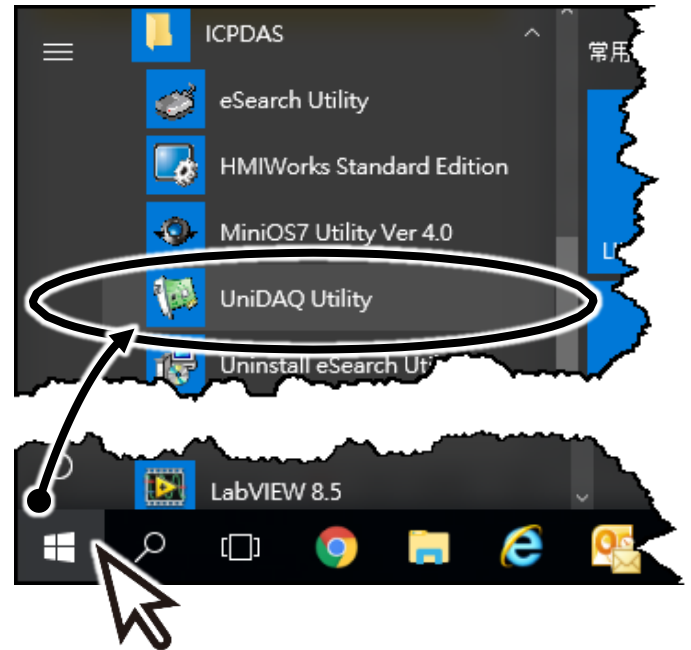 ICPDAS
常用
eSearch Utility
HMIWorks Standard Edition
MiniOS7 Utility Ver 4.0
UniDAQ Utility
Uninstall eSearch
LabVIEW 8.5